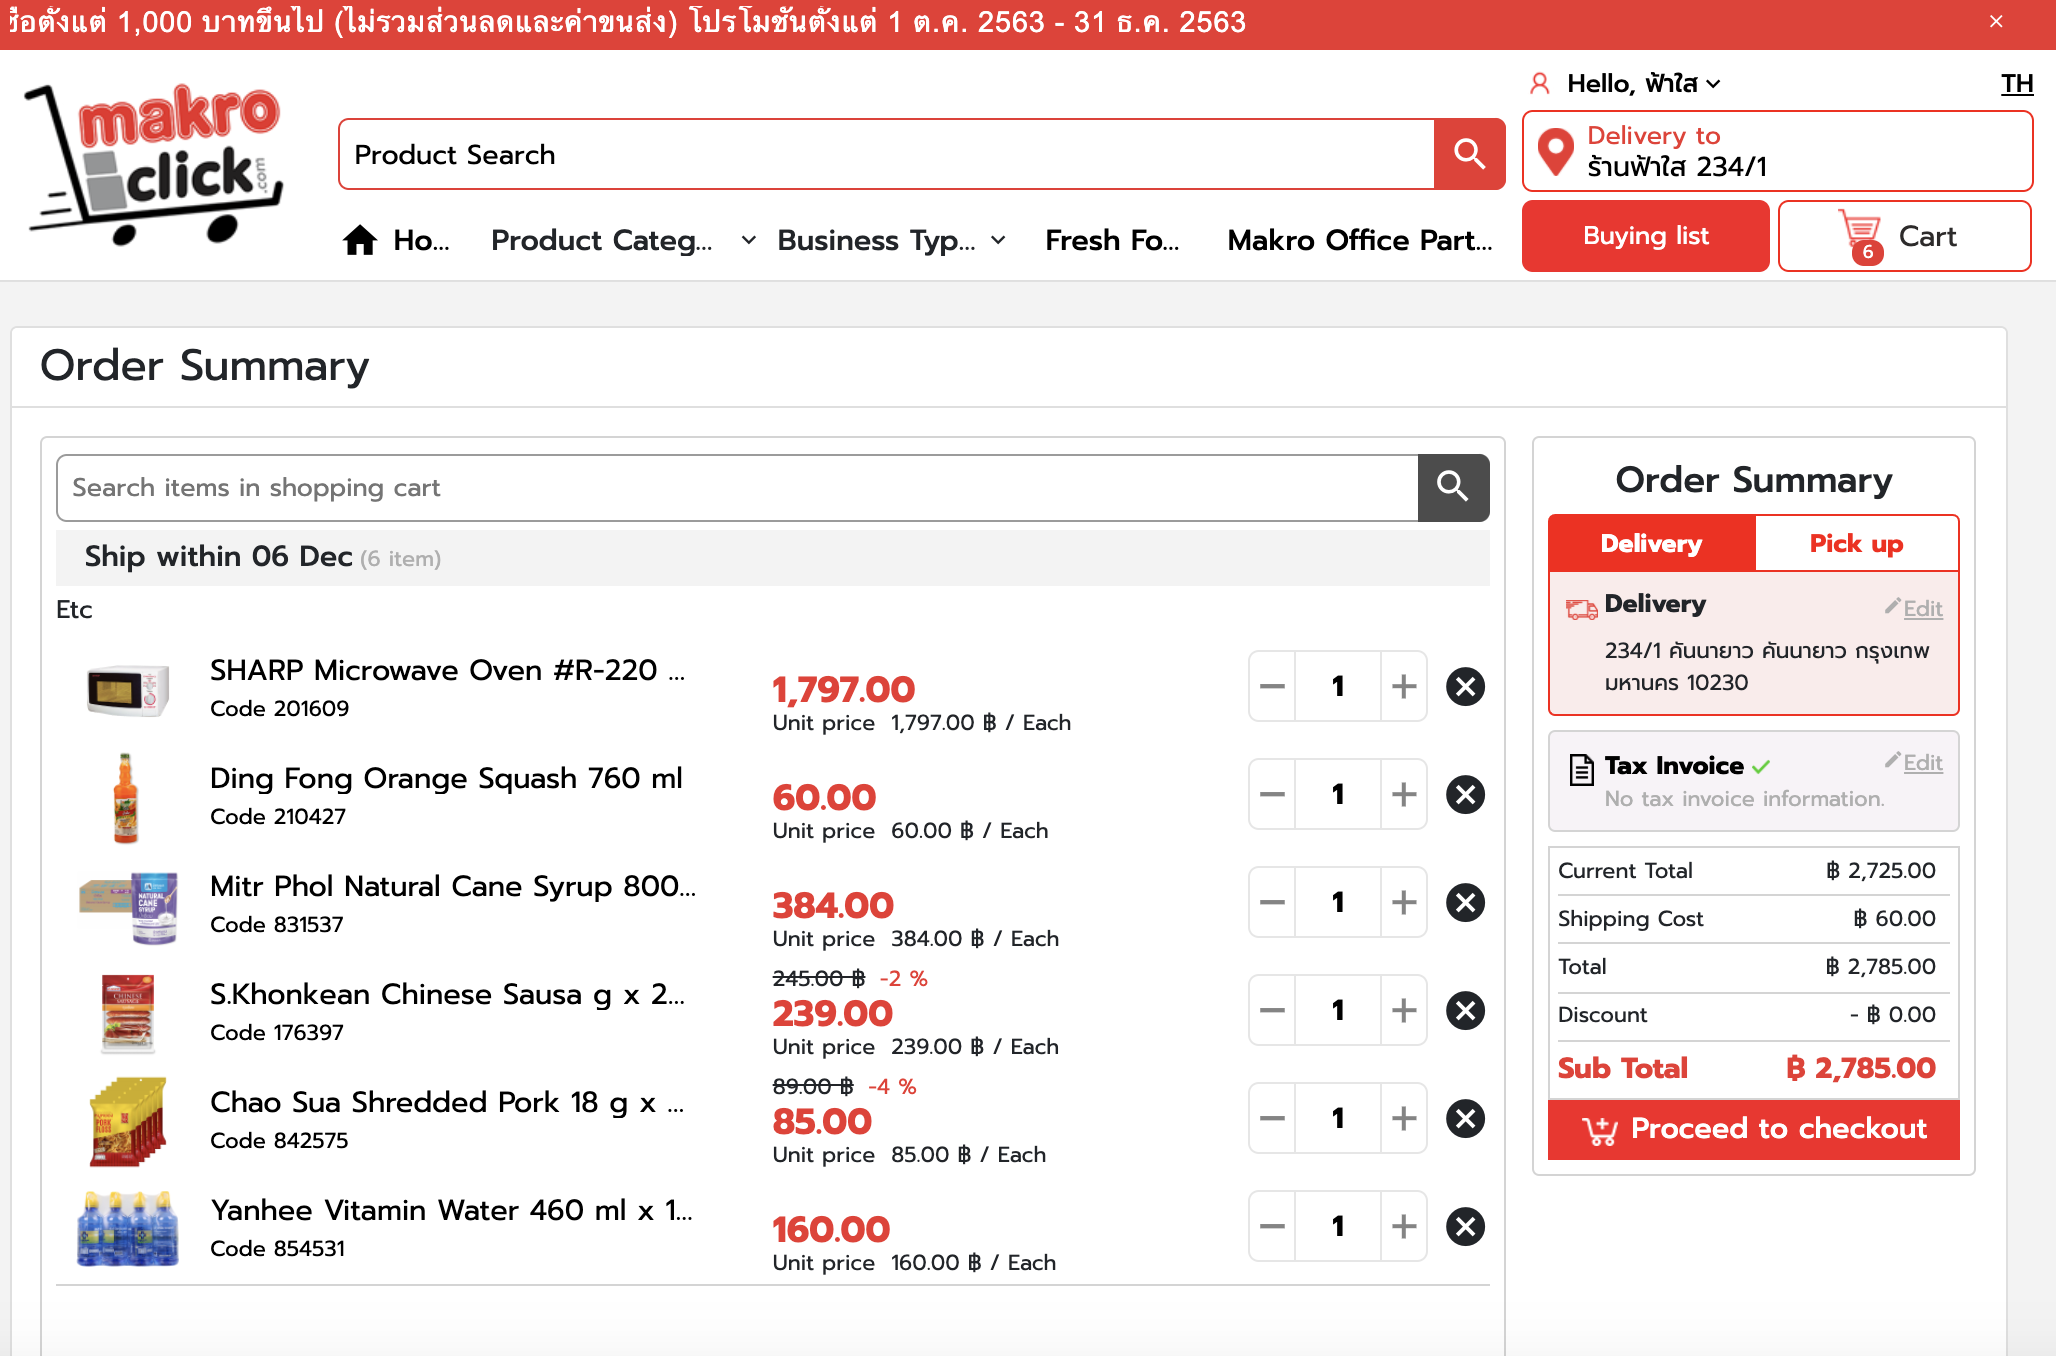 ซื้อตั้งแต่ 1,000 บาทขึ้นไป (ไม่รวมส่วนลดและค่าขนส่ง) โปรโมชันตั้งแต่ 1 ต.ค. 2563 - 31 ธ.ค. 2563
makro
click.com
Hello, ฟ้าใส
TH
Product Search
Delivery to
ร้านฟ้าใส 234/1
Ho...
Product Categ...
Business Typ...
Fresh Fo...
Makro Office Part...
Buying list
6
Cart
Order Summary
Search items in shopping cart
Ship within 06 Dec (6 item)
Etc
SHARP Microwave Oven #R-220 ...
Code 201609
1,797.00
Unit price 1,797.00 ฿ / Each
1
Ding Fong Orange Squash 760 ml
Code 210427
60.00
Unit price 60.00 ฿ / Each
1
NATURAL
CANE
SYRUP
Mitr Phol Natural Cane Syrup 800...
Code 831537
384.00
Unit price 384.00 ฿ / Each
1
CHINESE
SAUSAGE
S.Khonkean Chinese Sausa g x 2...
Code 176397
245.00 ฿ -2 %
239.00
Unit price 239.00 ฿ / Each
1
PORK
FLOSS
Chao Sua Shredded Pork 18 g x ...
Code 842575
89.00 ฿ -4 %
85.00
Unit price 85.00 ฿ / Each
1
Yanhee Vitamin Water 460 ml x 1...
Code 854531
160.00
Unit price 160.00 ฿ / Each
1
Order Summary
Delivery
Pick up
Delivery
Edit
234/1 คันนายาว คันนายาว กรุงเทพ
มหานคร 10230
Tax Invoice
Edit
No tax invoice information.
Current Total ฿ 2,725.00
Shipping Cost ฿ 60.00
Total ฿ 2,785.00
Discount - ฿ 0.00
Sub Total ฿ 2,785.00
Proceed to checkout